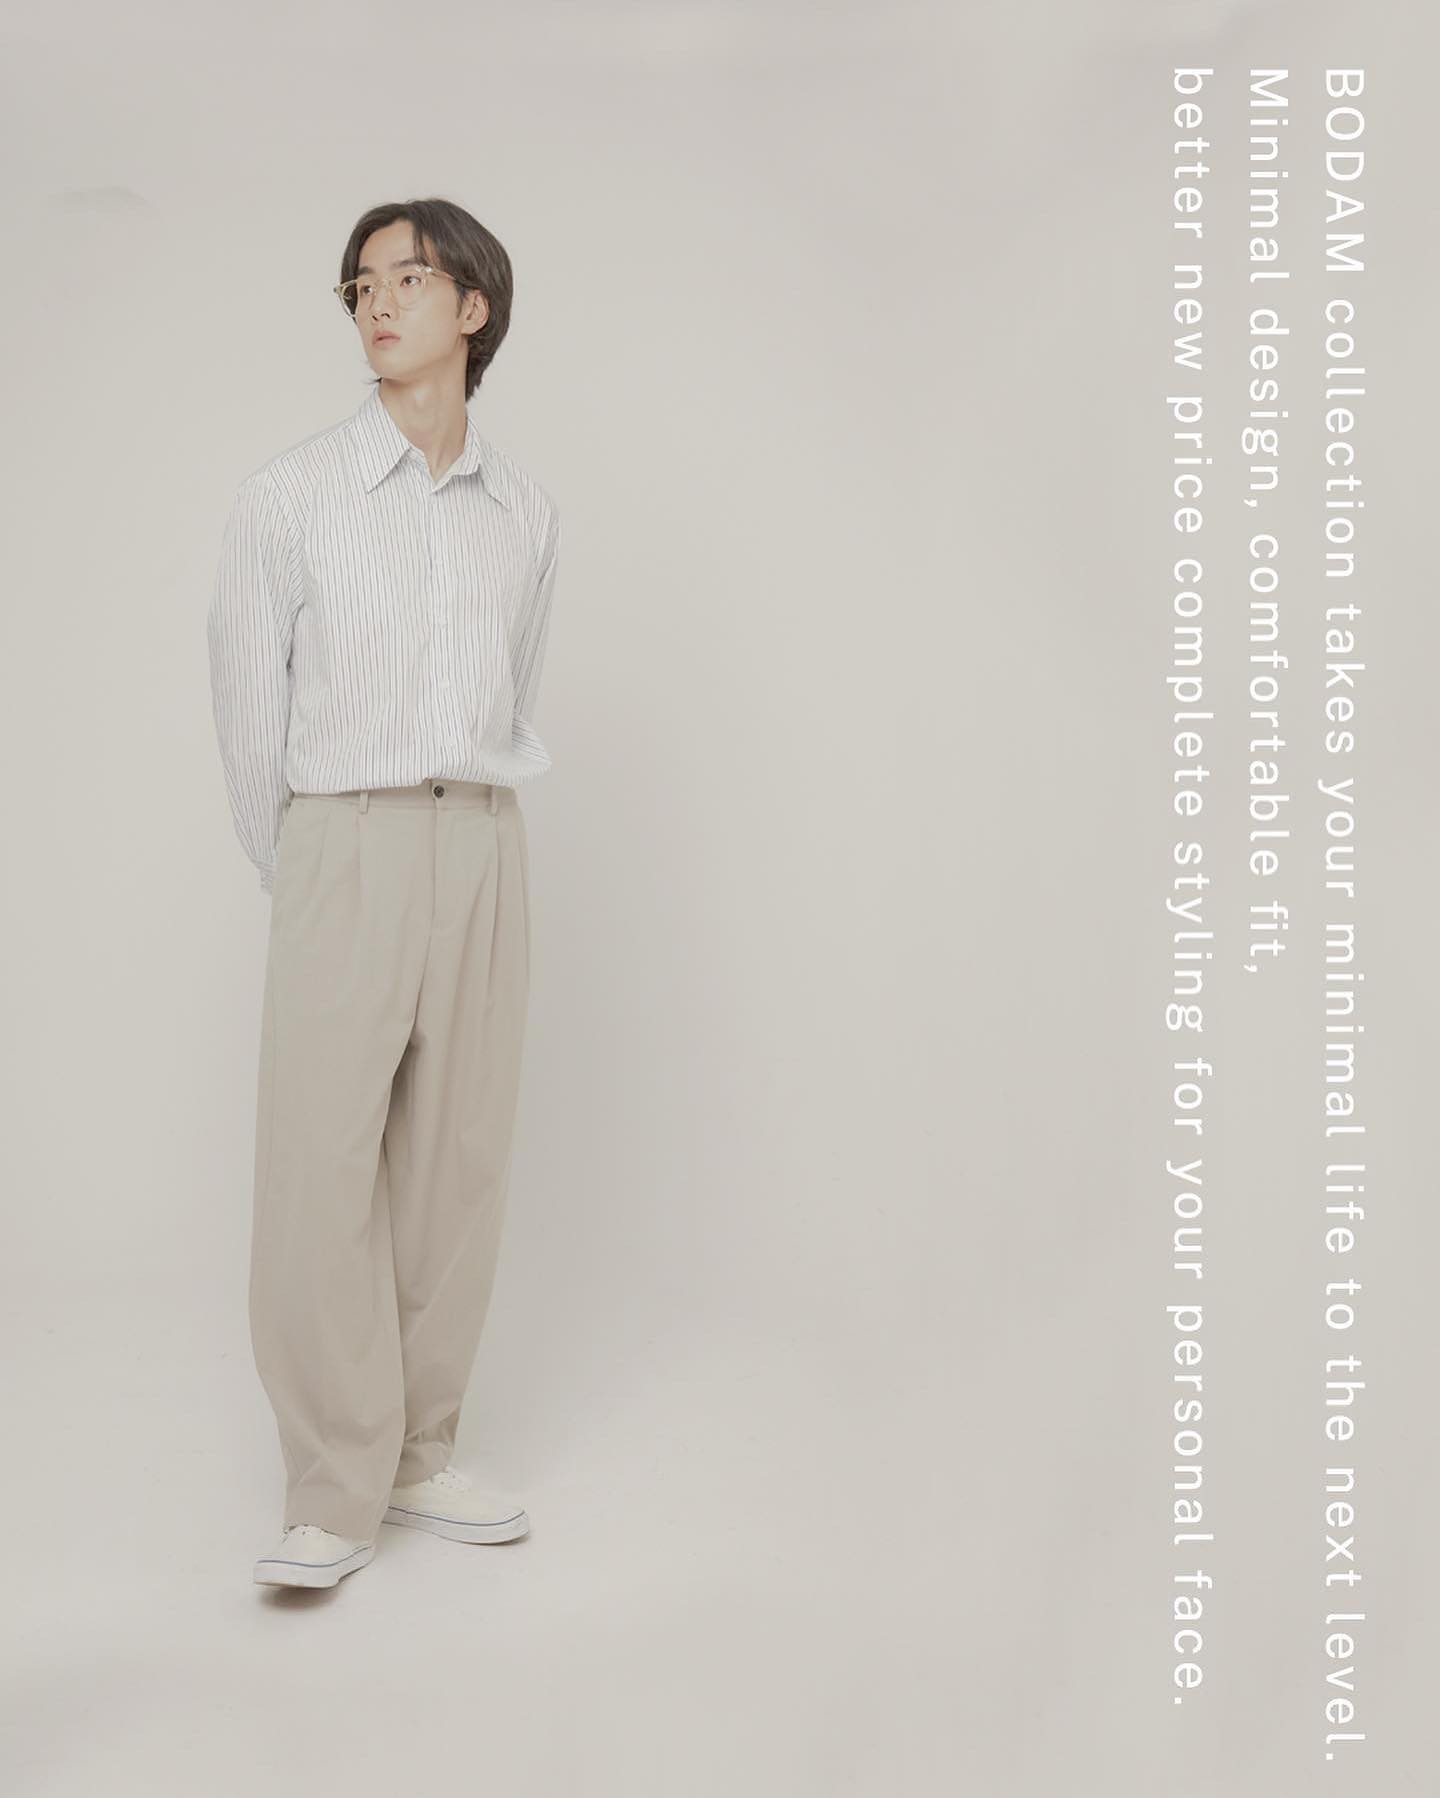 BODAM collection takes your minimal life to the next level.
Minimal design, comfortable fit,
better new price complete styling for your personal face.